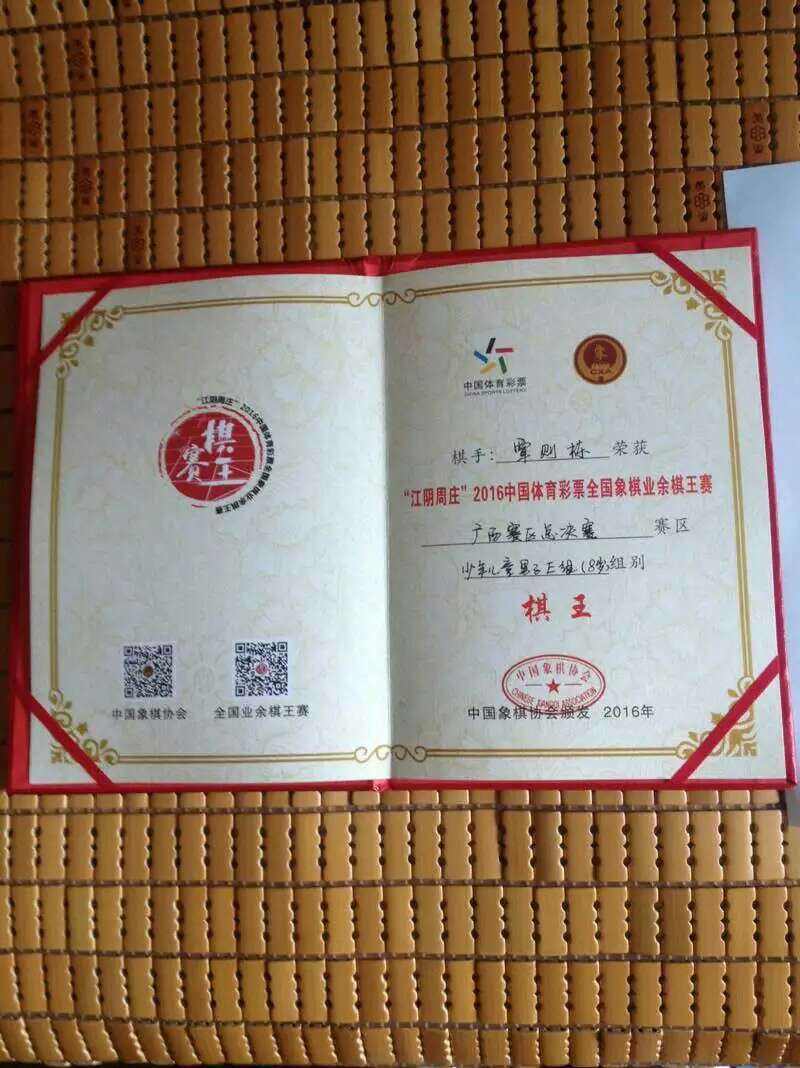 “江阴周庄”2016中国体育彩票全国象棋业余棋王赛
棋王
赛
中国象棋协会
全国业余棋王赛
中国体育彩票
CHINA SPORTS LOTTERY
CXA
棋手：覃则栋 荣获
“江阴周庄”2016中国体育彩票全国象棋业余棋王赛
广西赛区总决赛 赛区
少年儿童男子E组(8岁)组别
棋王
中国象棋协会
CHINESE XIANGQI ASSOCIATION
中国象棋协会颁发 2016年